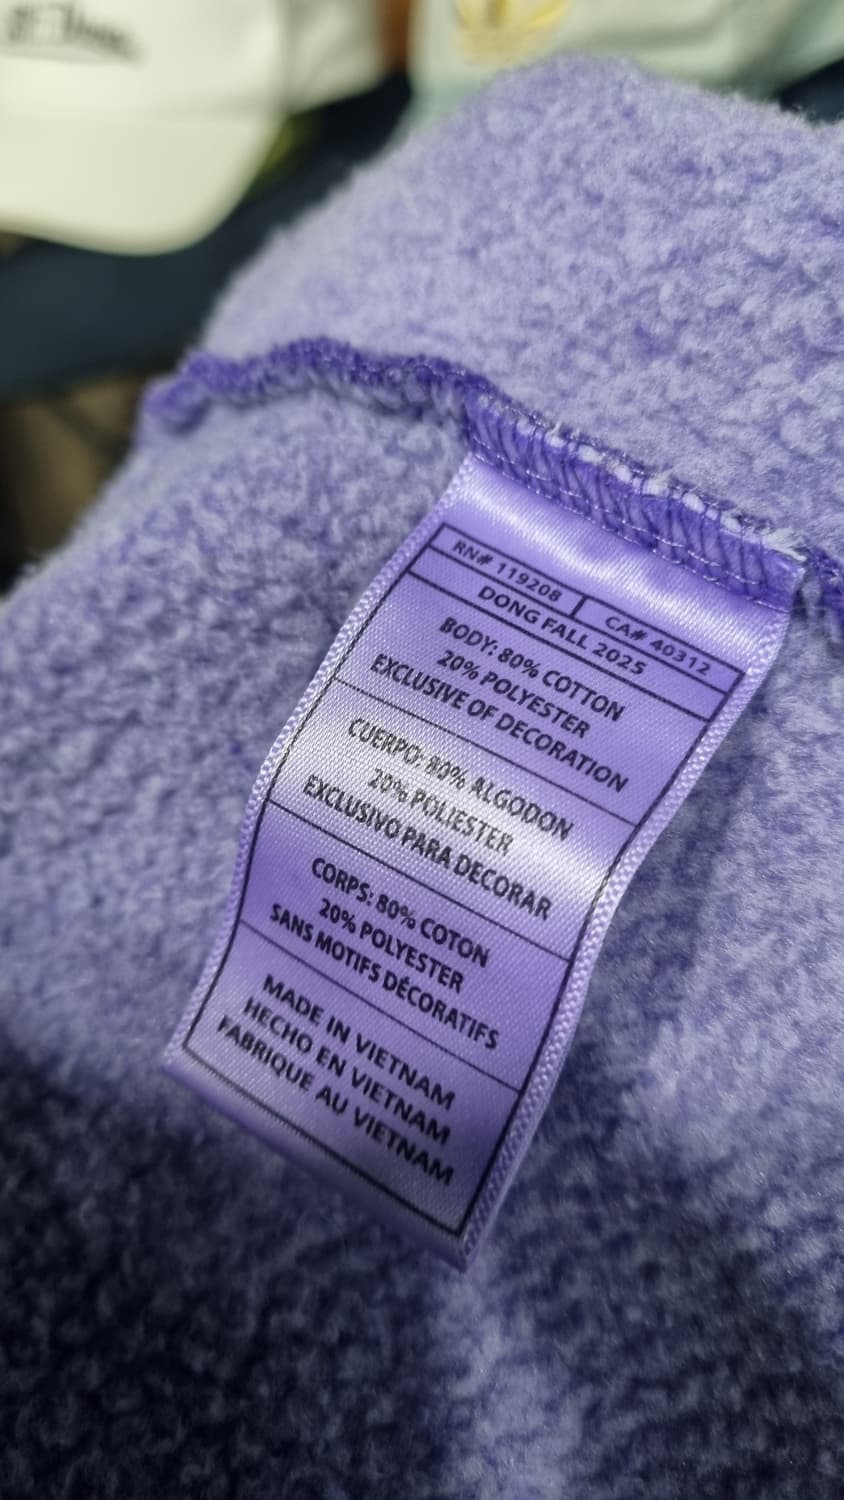 RN# 119208 CA# 40312
DONG FALL 2025
BODY: 80% COTTON
20% POLYESTER
EXCLUSIVE OF DECORATION
CUERPO: 80% ALGODON
20% POLIESTER
EXCLUSIVO PARA DECORAR
CORPS: 80% COTON
20% POLYESTER
SANS MOTIFS DÉCORATIFS
MADE IN VIETNAM
HECHO EN VIETNAM
FABRIQUE AU VIETNAM